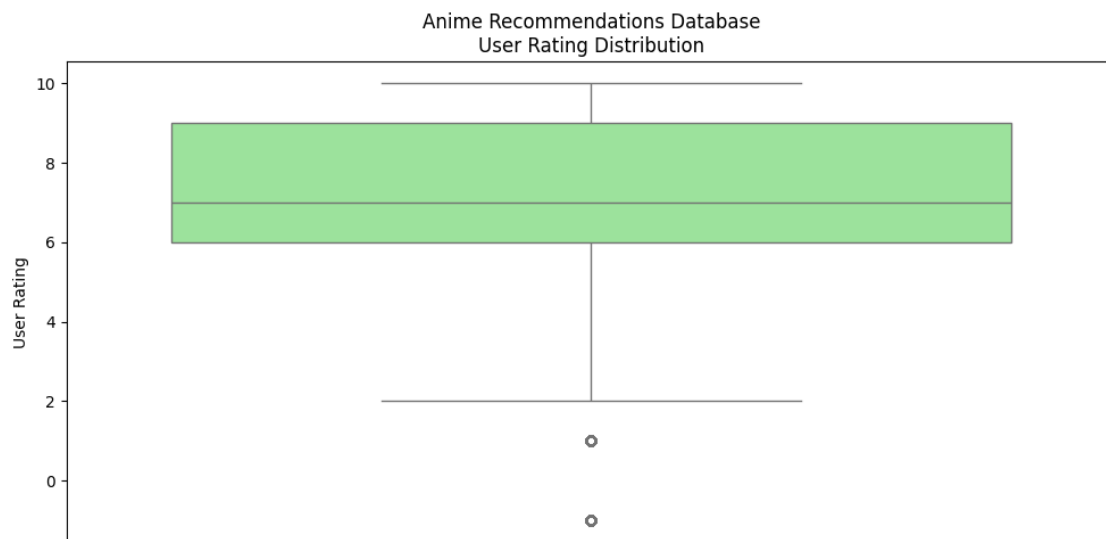 Anime Recommendations Database
User Rating Distribution
10
8
6
4
2
0
User Rating